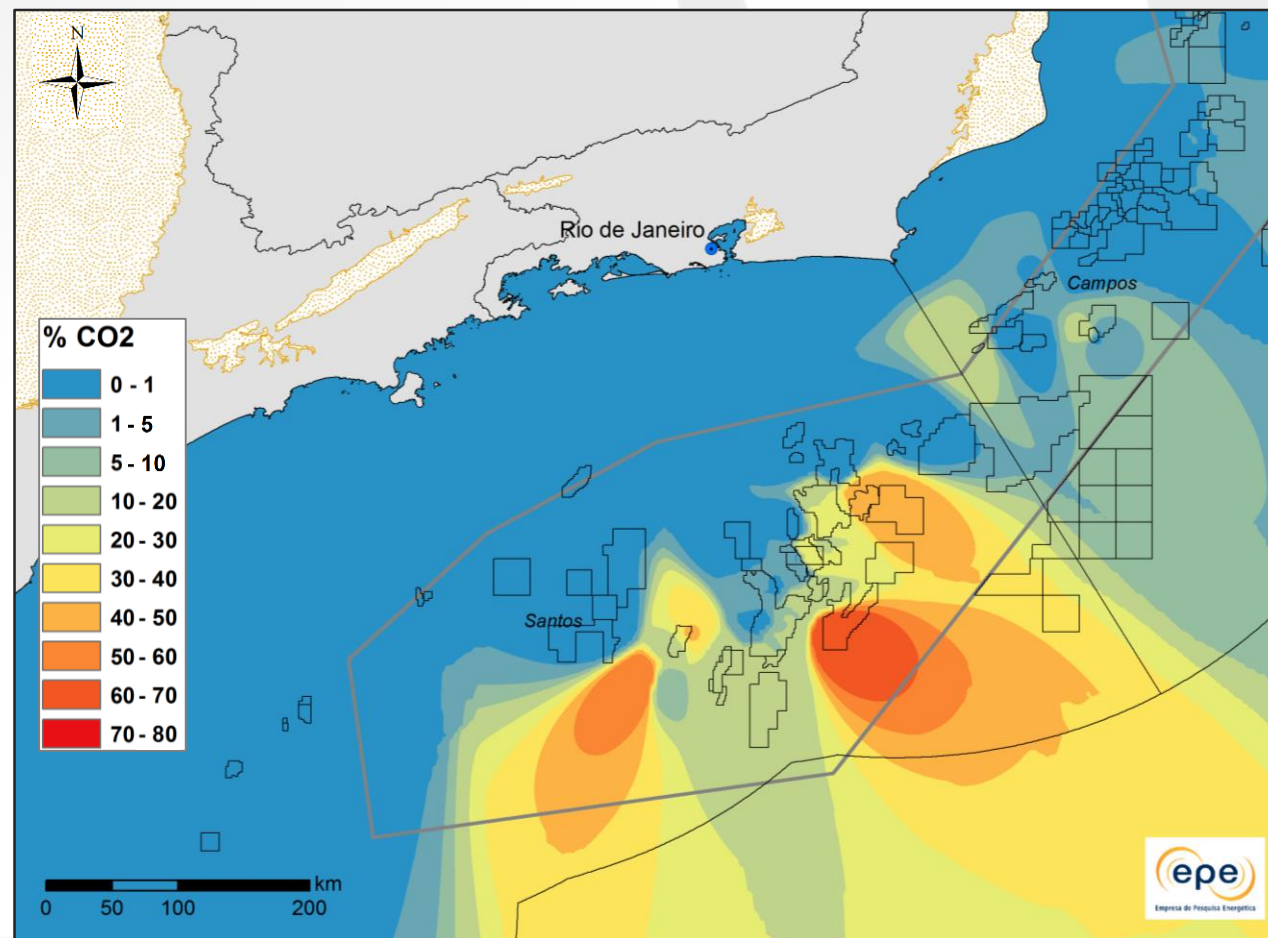 N
Rio de Janeiro
Campos
% CO2
0 - 1
1 - 5
5 - 10
10 - 20
20 - 30
30 - 40
40 - 50
50 - 60
60 - 70
70 - 80
Santos
km
0 50 100 200
epe
Empresa de Pesquisa Energética